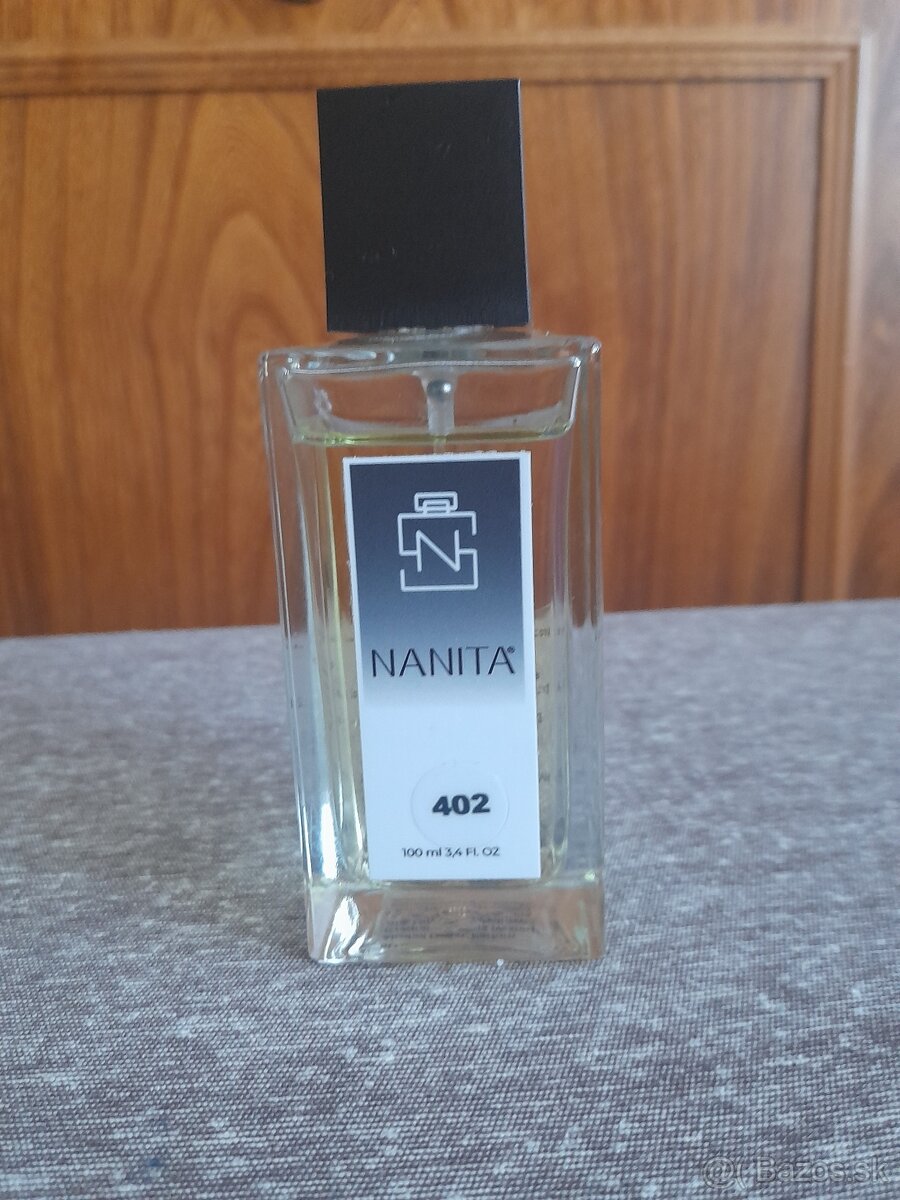 N
NANITA®
402
100 ml 3,4 Fl. OZ
Bazos.sk